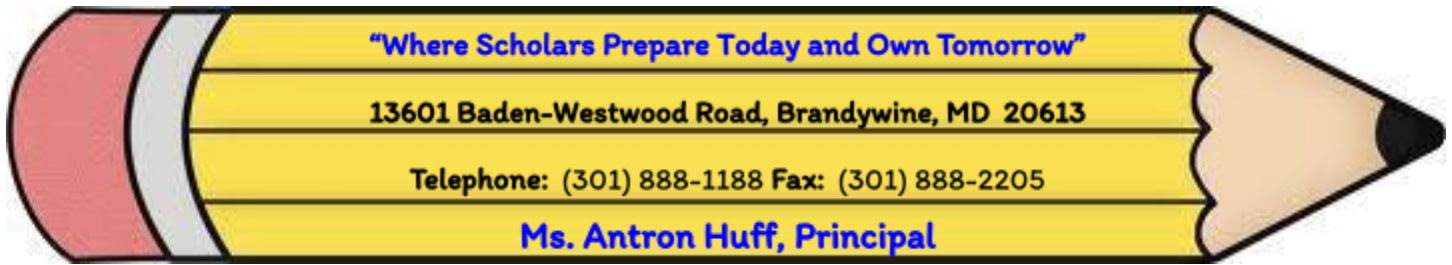 “Where Scholars Prepare Today and Own Tomorrow”
13601 Baden-Westwood Road, Brandywine, MD  20613
Telephone:  (301) 888-1188 Fax:  (301) 888-2205
Ms. Antron Huff, Principal